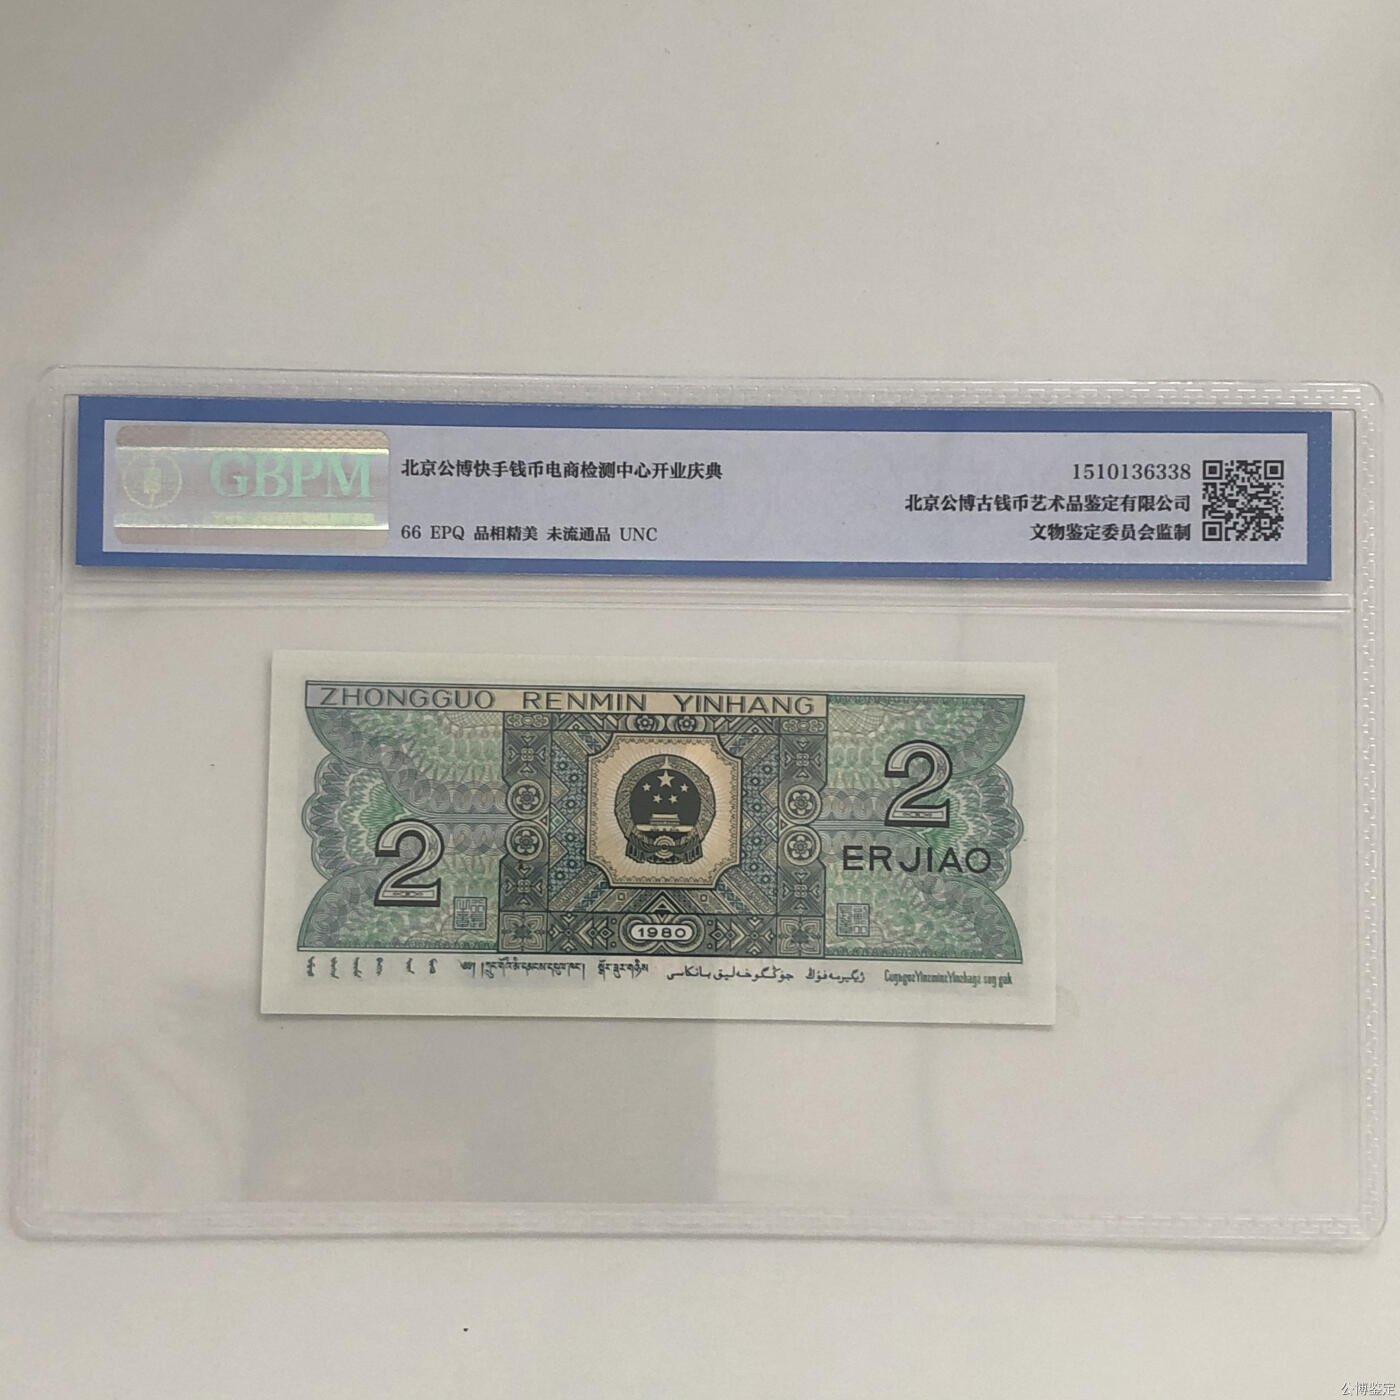 GBPM
北京公博快手钱币电商检测中心开业庆典
66 EPQ 品相精美 未流通品 UNC
1510136338
北京公博古钱币艺术品鉴定有限公司
文物鉴定委员会监制
ZHONGGUO RENMIN YINHANG
2
2
ERJIAO
1980
جۇڭگو خەلىق بانكىسى
公博鉴定